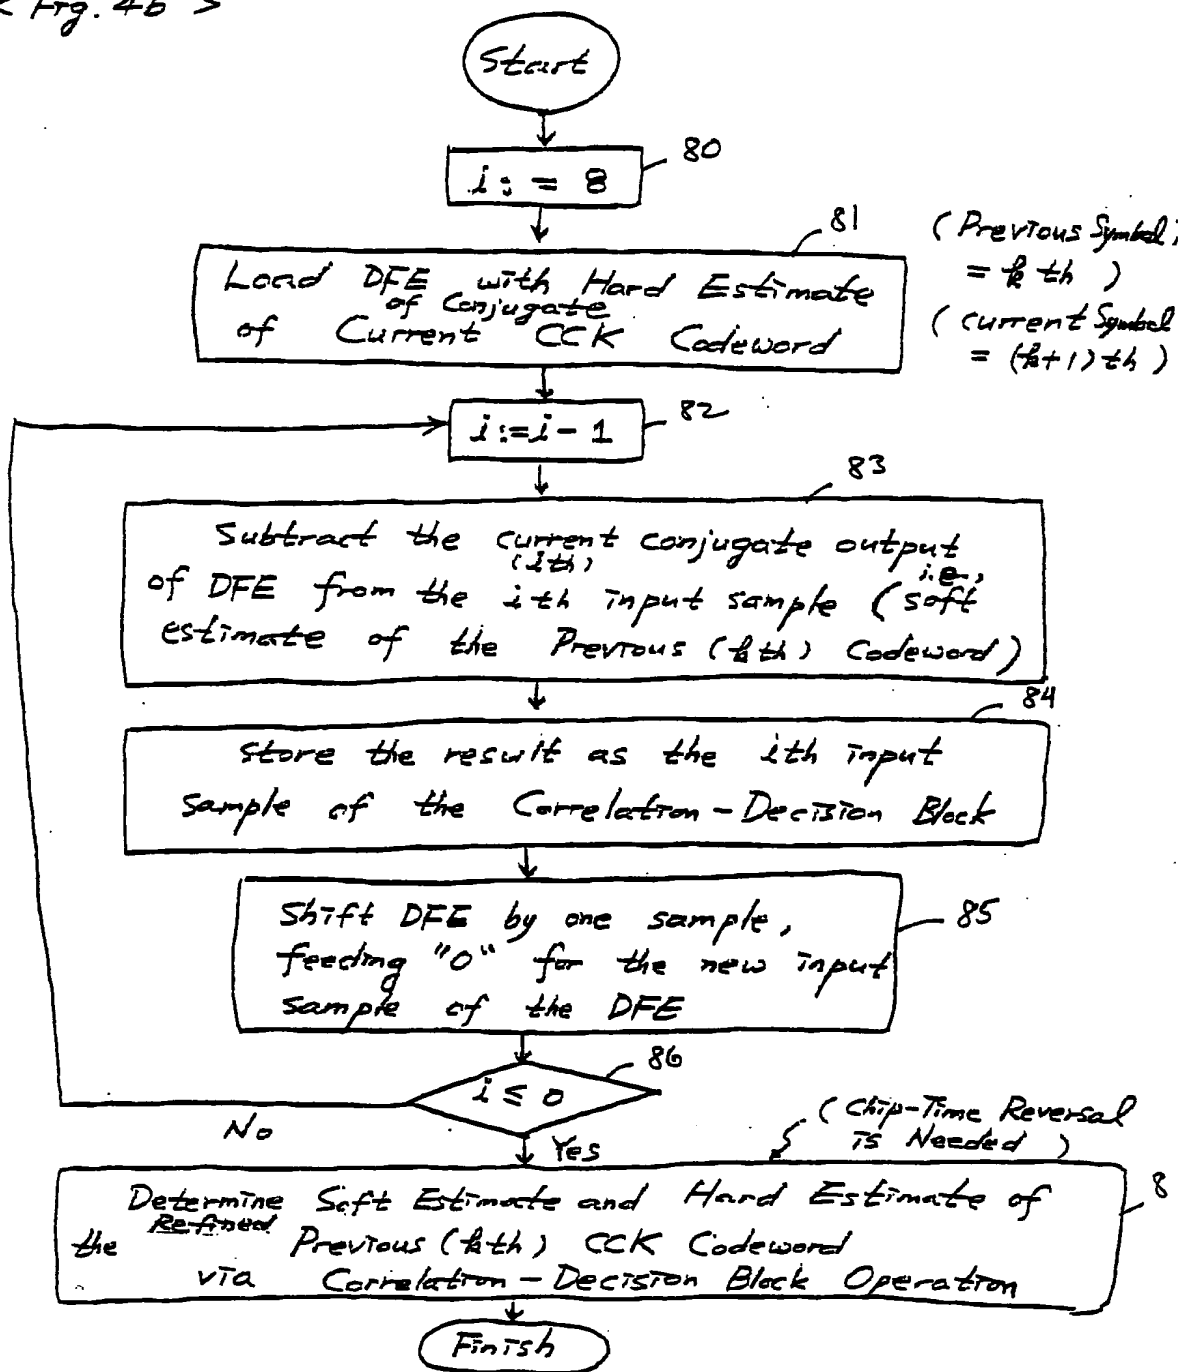 < Fig. 4b >
Start
80
i := 8
81
Load DFE with Hard Estimate
of Conjugate
of Current CCK Codeword
( Previous Symbol
= k th )
( current Symbol
= (k+1) th )
82
i := i - 1
83
Subtract the current conjugate output
(ith)
of DFE from the ith input sample ( soft
i.e.,
estimate of the Previous (kth) Codeword )
84
Store the result as the ith input
sample of the Correlation-Decision Block
85
Shift DFE by one sample,
feeding "0" for the new input
sample of the DFE
86
i ≤ 0
No
Yes
( Chip-Time Reversal
is Needed )
8
Determine Soft Estimate and Hard Estimate of
Refined
the Previous (kth) CCK Codeword
via Correlation-Decision Block Operation
Finish